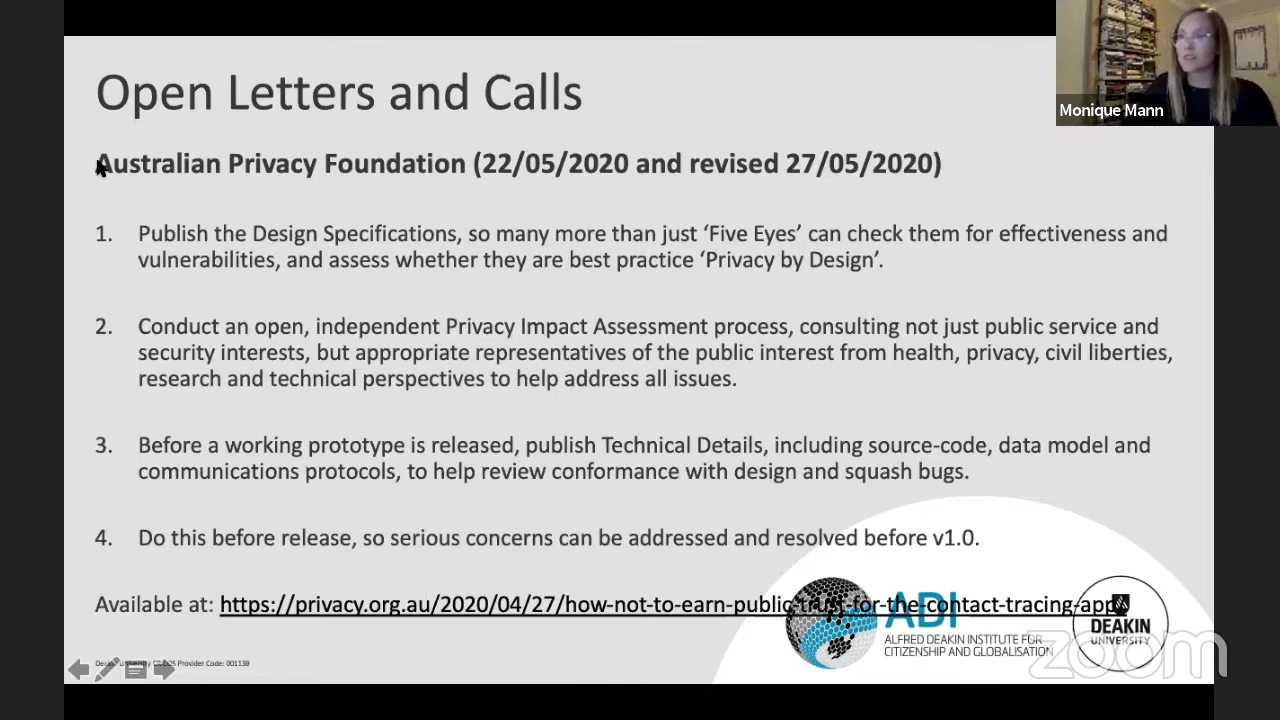 Monique Mann
Open Letters and Calls
Australian Privacy Foundation (22/05/2020 and revised 27/05/2020)
1. Publish the Design Specifications, so many more than just ‘Five Eyes’ can check them for effectiveness and
vulnerabilities, and assess whether they are best practice ‘Privacy by Design’.
2. Conduct an open, independent Privacy Impact Assessment process, consulting not just public service and
security interests, but appropriate representatives of the public interest from health, privacy, civil liberties,
research and technical perspectives to help address all issues.
3. Before a working prototype is released, publish Technical Details, including source-code, data model and
communications protocols, to help review conformance with design and squash bugs.
4. Do this before release, so serious concerns can be addressed and resolved before v1.0.
Available at: https://privacy.org.au/2020/04/27/how-not-to-earn-public-trust-for-the-contact-tracing-app
ADI
ALFRED DEAKIN INSTITUTE FOR
CITIZENSHIP AND GLOBALISATION
DEAKIN
UNIVERSITY
Provider Code: 00113B
zoom